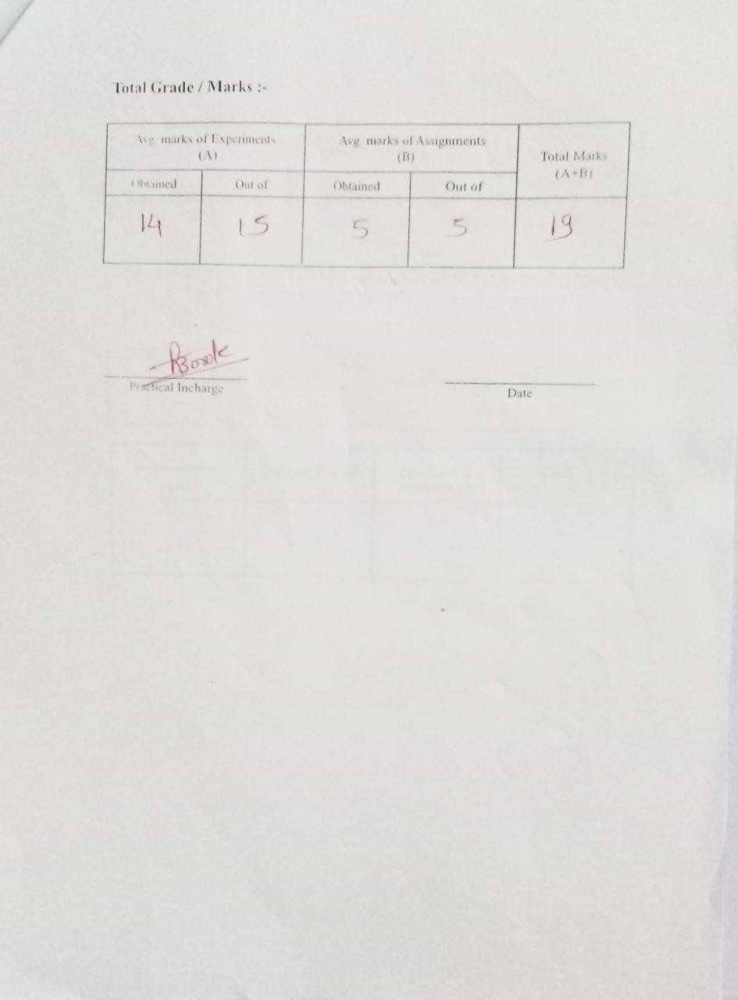 Total Grade / Marks :-
Avg. marks of Experiments (A) Avg. marks of Assignments (B) Total Marks (A+B)
Obtained Out of Obtained Out of
14 15 5 5 19
Practical Incharge Date